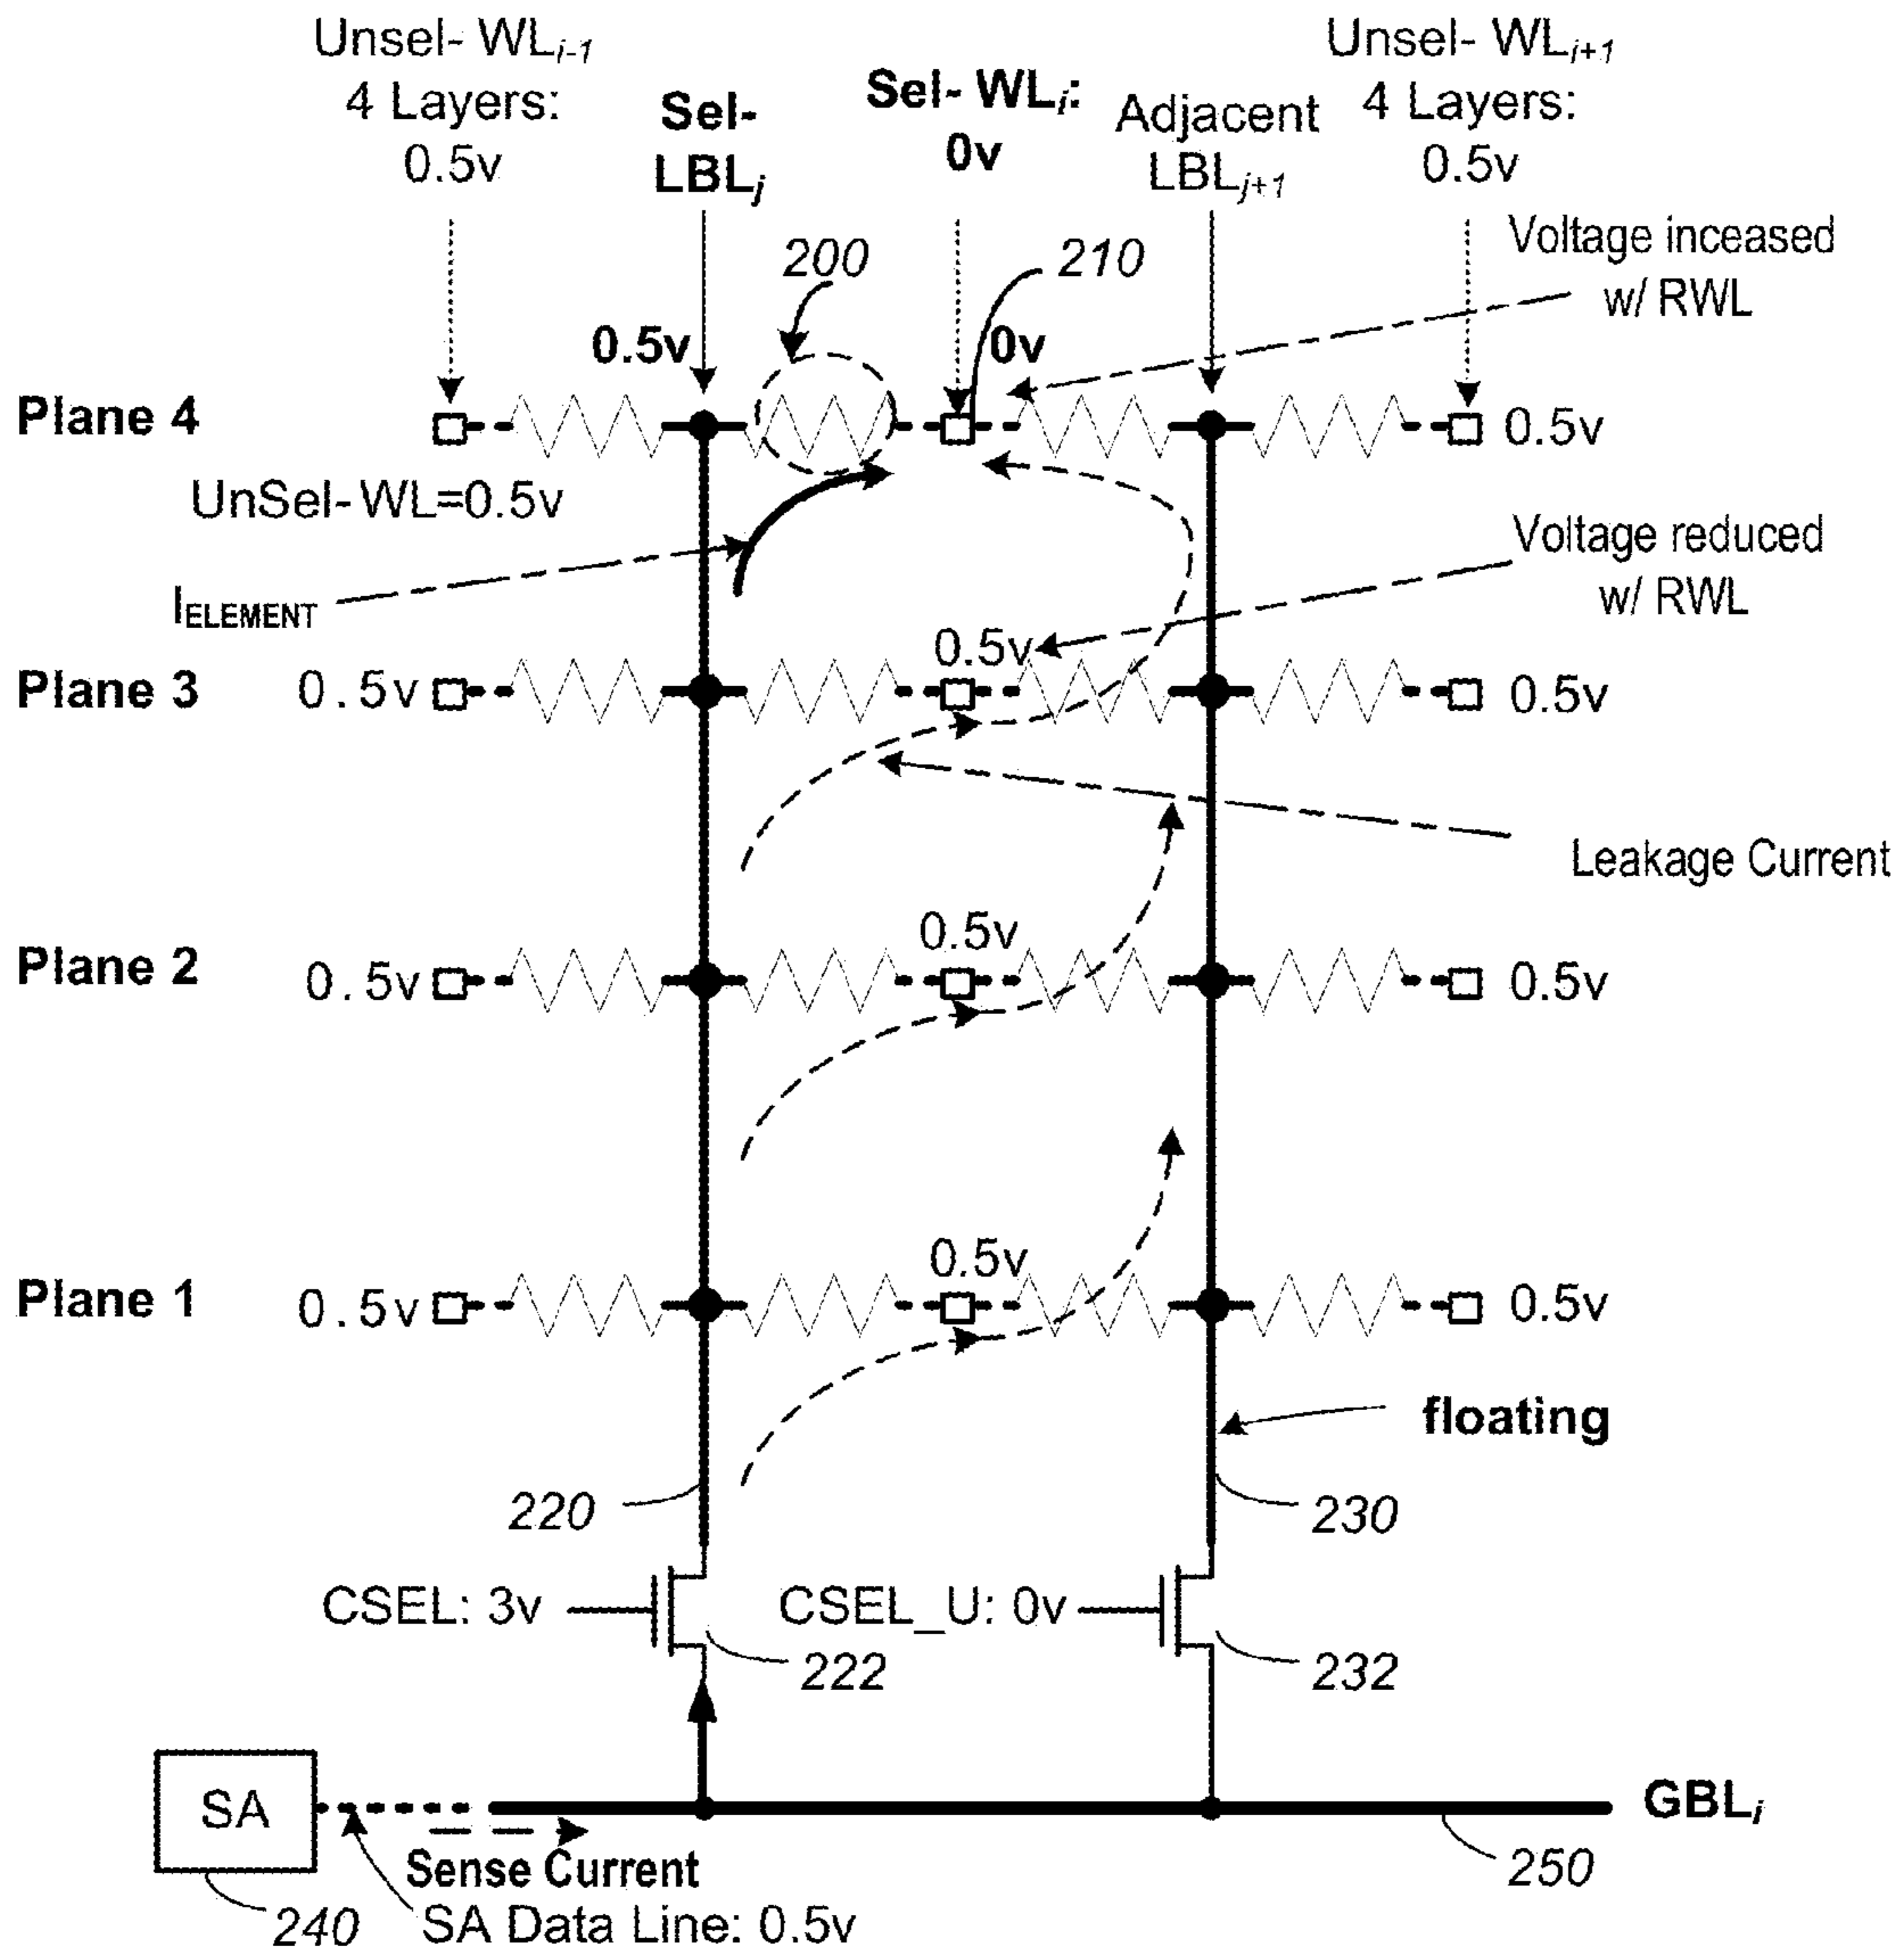 Unsel- WLi-1
4 Layers:
0.5v
Sel-
LBLj
Sel- WLi:
0v
Adjacent
LBLj+1
Unsel- WLi+1
4 Layers:
0.5v
Voltage inceased
w/ RWL
200
210
0.5v
0v
Plane 4
0.5v
UnSel- WL=0.5v
Voltage reduced
w/ RWL
IELEMENT
0.5v
Plane 3
0.5v
0.5v
Leakage Current
0.5v
Plane 2
0.5v
0.5v
0.5v
Plane 1
0.5v
0.5v
floating
220
230
CSEL: 3v
CSEL_U: 0v
222
232
SA
GBLi
Sense Current
250
240
SA Data Line: 0.5v